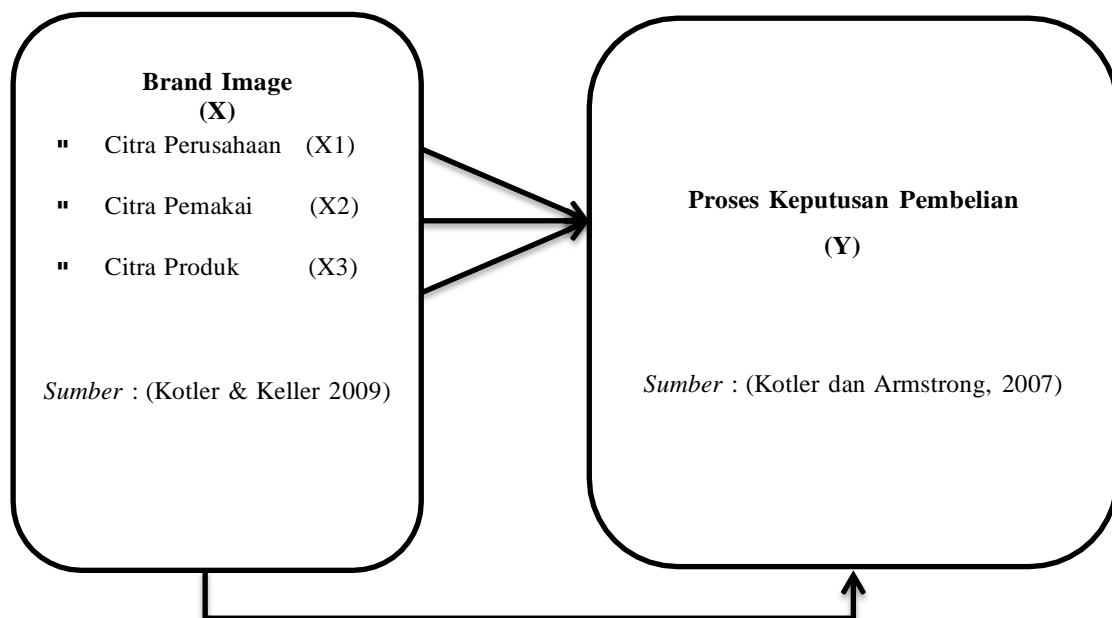 Brand Image
(X)
" Citra Perusahaan (X1)
" Citra Pemakai (X2)
" Citra Produk (X3)
Sumber : (Kotler & Keller 2009)
Proses Keputusan Pembelian
(Y)
Sumber : (Kotler dan Armstrong, 2007)